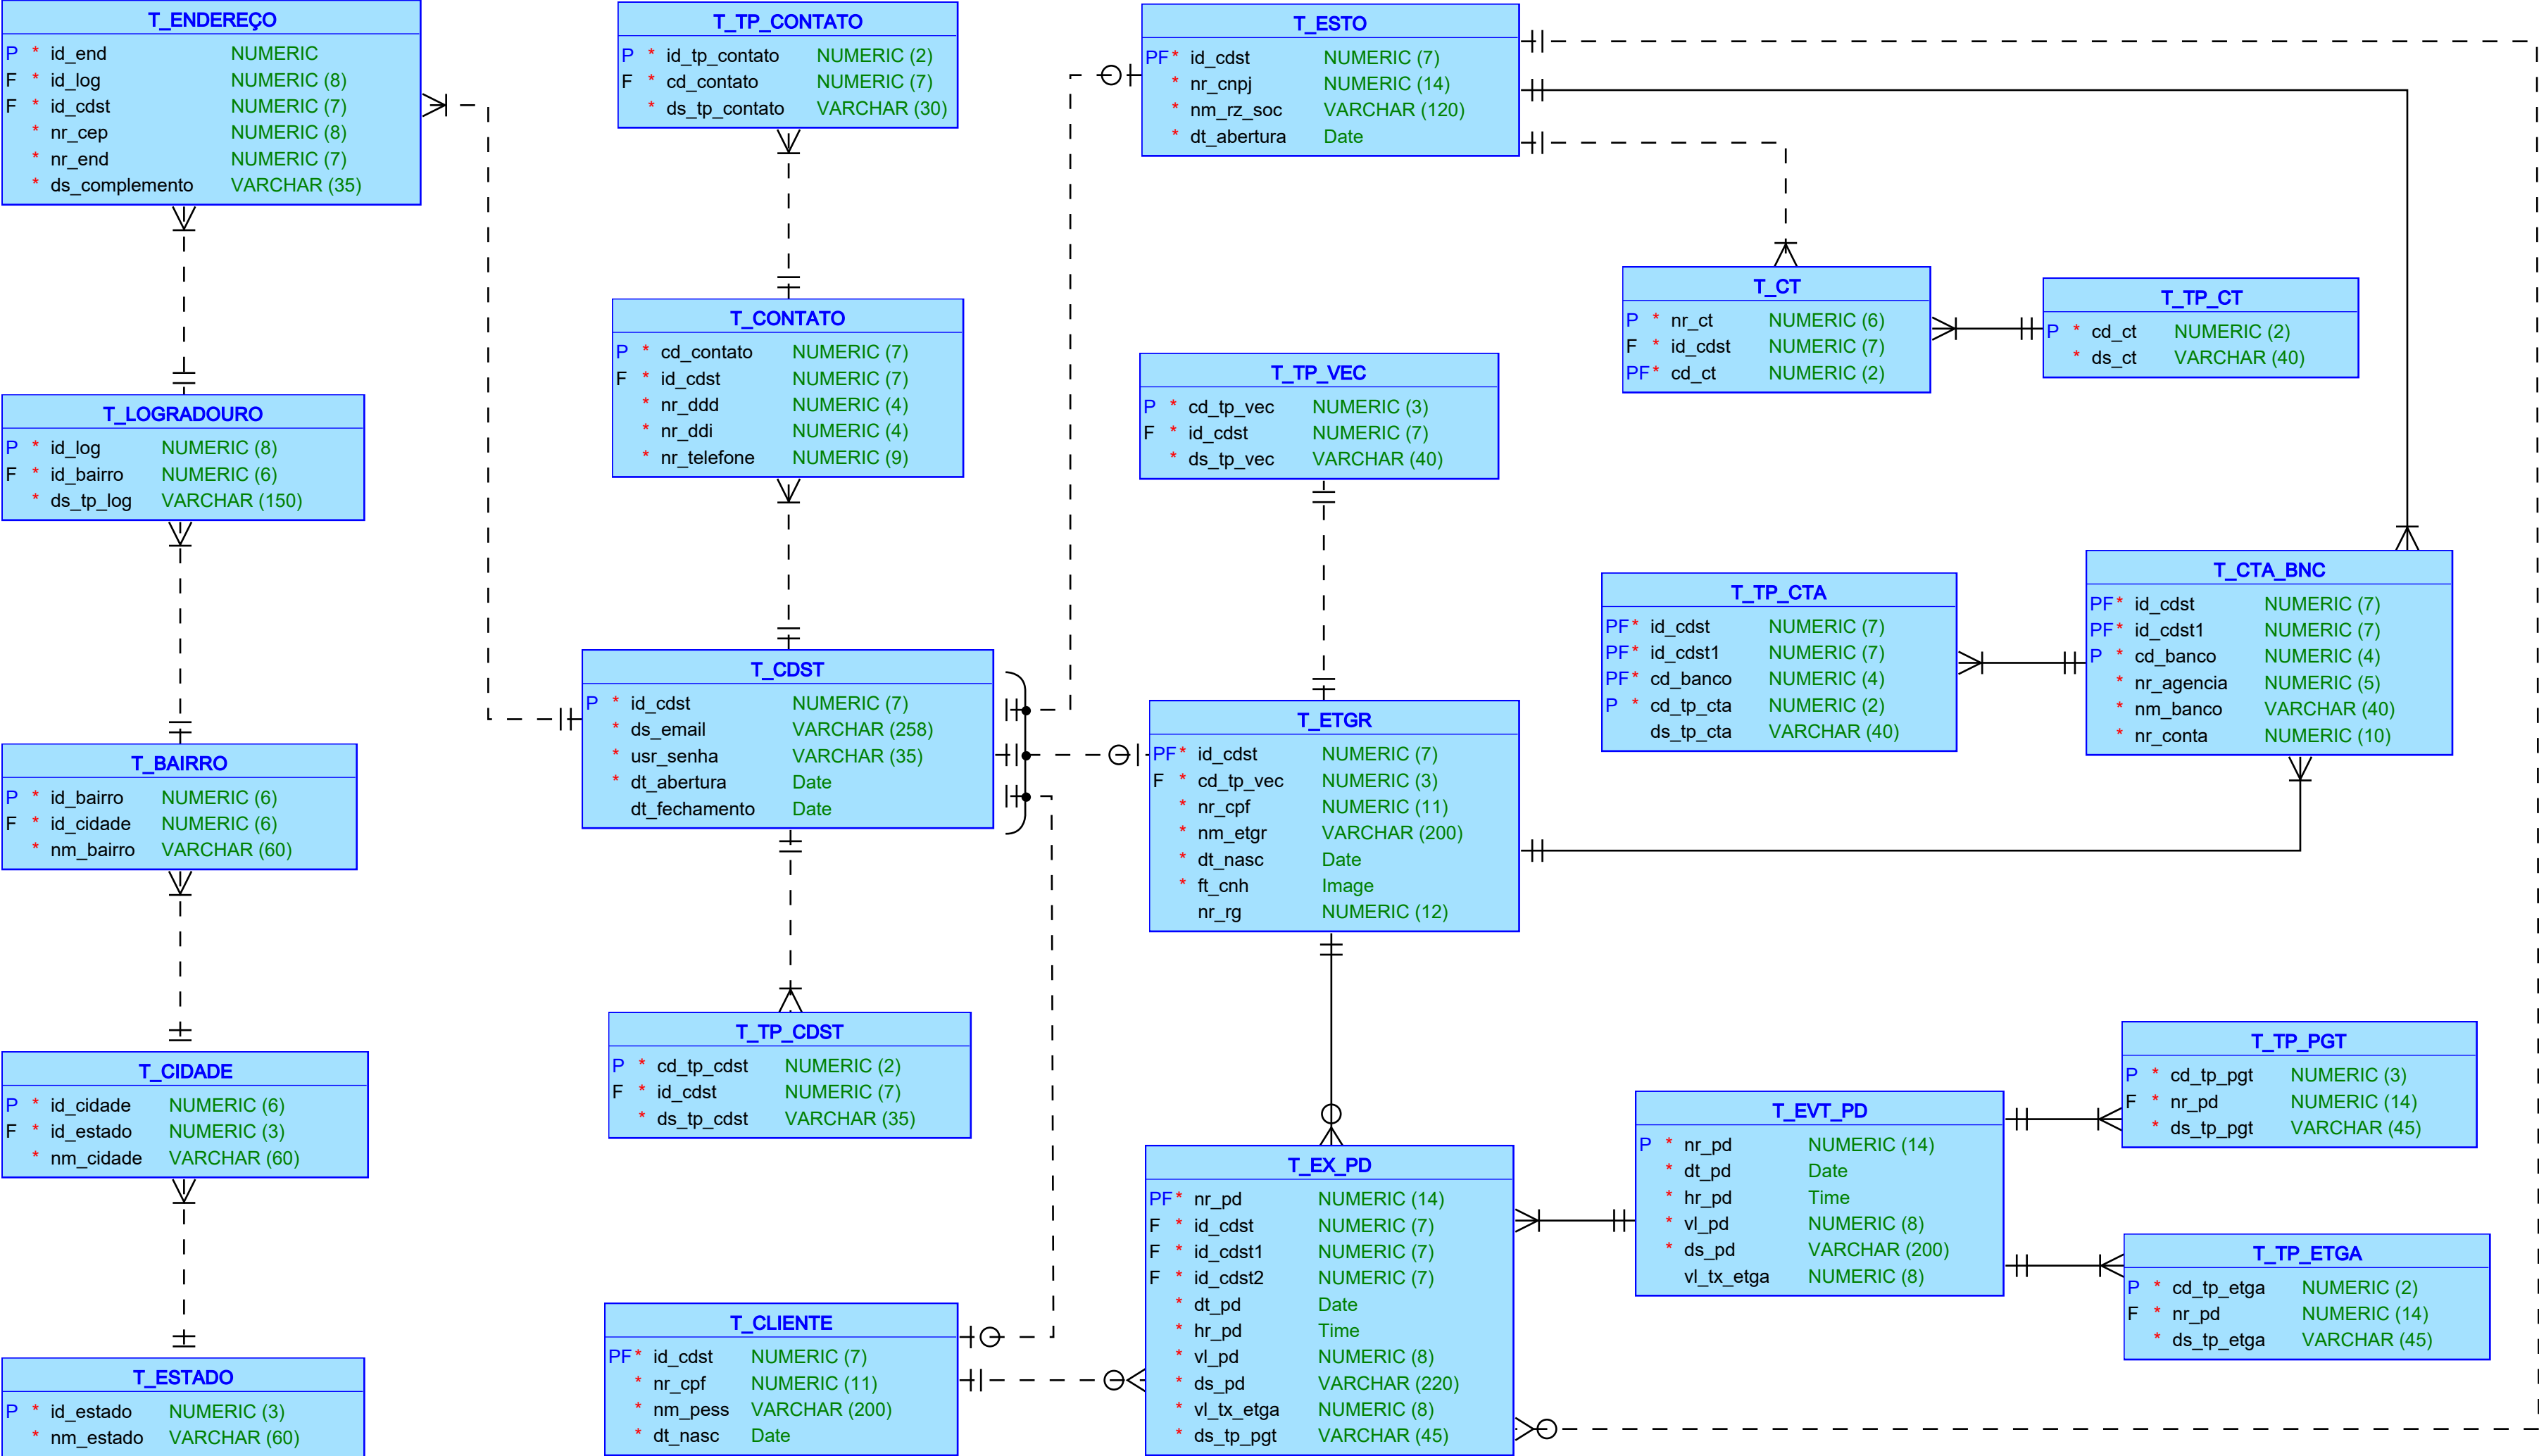 T_ENDEREÇO
P * id_end NUMERIC
F * id_log NUMERIC (8)
F * id_cdst NUMERIC (7)
* nr_cep NUMERIC (8)
* nr_end NUMERIC (7)
* ds_complemento VARCHAR (35)
T_LOGRADOURO
P * id_log NUMERIC (8)
F * id_bairro NUMERIC (6)
* ds_tp_log VARCHAR (150)
T_BAIRRO
P * id_bairro NUMERIC (6)
F * id_cidade NUMERIC (6)
* nm_bairro VARCHAR (60)
T_CIDADE
P * id_cidade NUMERIC (6)
F * id_estado NUMERIC (3)
* nm_cidade VARCHAR (60)
T_ESTADO
P * id_estado NUMERIC (3)
* nm_estado VARCHAR (60)
T_TP_CONTATO
P * id_tp_contato NUMERIC (2)
F * cd_contato NUMERIC (7)
* ds_tp_contato VARCHAR (30)
T_CONTATO
P * cd_contato NUMERIC (7)
F * id_cdst NUMERIC (7)
* nr_ddd NUMERIC (4)
* nr_ddi NUMERIC (4)
* nr_telefone NUMERIC (9)
T_CDST
P * id_cdst NUMERIC (7)
* ds_email VARCHAR (258)
* usr_senha VARCHAR (35)
* dt_abertura Date
dt_fechamento Date
T_TP_CDST
P * cd_tp_cdst NUMERIC (2)
F * id_cdst NUMERIC (7)
* ds_tp_cdst VARCHAR (35)
T_CLIENTE
PF* id_cdst NUMERIC (7)
* nr_cpf NUMERIC (11)
* nm_pess VARCHAR (200)
* dt_nasc Date
T_ESTO
PF* id_cdst NUMERIC (7)
* nr_cnpj NUMERIC (14)
* nm_rz_soc VARCHAR (120)
* dt_abertura Date
T_TP_VEC
P * cd_tp_vec NUMERIC (3)
F * id_cdst NUMERIC (7)
* ds_tp_vec VARCHAR (40)
T_ETGR
PF* id_cdst NUMERIC (7)
F * cd_tp_vec NUMERIC (3)
* nr_cpf NUMERIC (11)
* nm_etgr VARCHAR (200)
* dt_nasc Date
* ft_cnh Image
nr_rg NUMERIC (12)
T_EX_PD
PF* nr_pd NUMERIC (14)
F * id_cdst NUMERIC (7)
F * id_cdst1 NUMERIC (7)
F * id_cdst2 NUMERIC (7)
* dt_pd Date
* hr_pd Time
* vl_pd NUMERIC (8)
* ds_pd VARCHAR (220)
* vl_tx_etga NUMERIC (8)
* ds_tp_pgt VARCHAR (45)
T_CT
P * nr_ct NUMERIC (6)
F * id_cdst NUMERIC (7)
PF* cd_ct NUMERIC (2)
T_TP_CT
P * cd_ct NUMERIC (2)
* ds_ct VARCHAR (40)
T_TP_CTA
PF* id_cdst NUMERIC (7)
PF* id_cdst1 NUMERIC (7)
PF* cd_banco NUMERIC (4)
P * cd_tp_cta NUMERIC (2)
ds_tp_cta VARCHAR (40)
T_CTA_BNC
PF* id_cdst NUMERIC (7)
PF* id_cdst1 NUMERIC (7)
P * cd_banco NUMERIC (4)
* nr_agencia NUMERIC (5)
* nm_banco VARCHAR (40)
* nr_conta NUMERIC (10)
T_EVT_PD
P * nr_pd NUMERIC (14)
* dt_pd Date
* hr_pd Time
* vl_pd NUMERIC (8)
* ds_pd VARCHAR (200)
vl_tx_etga NUMERIC (8)
T_TP_PGT
P * cd_tp_pgt NUMERIC (3)
F * nr_pd NUMERIC (14)
* ds_tp_pgt VARCHAR (45)
T_TP_ETGA
P * cd_tp_etga NUMERIC (2)
F * nr_pd NUMERIC (14)
* ds_tp_etga VARCHAR (45)